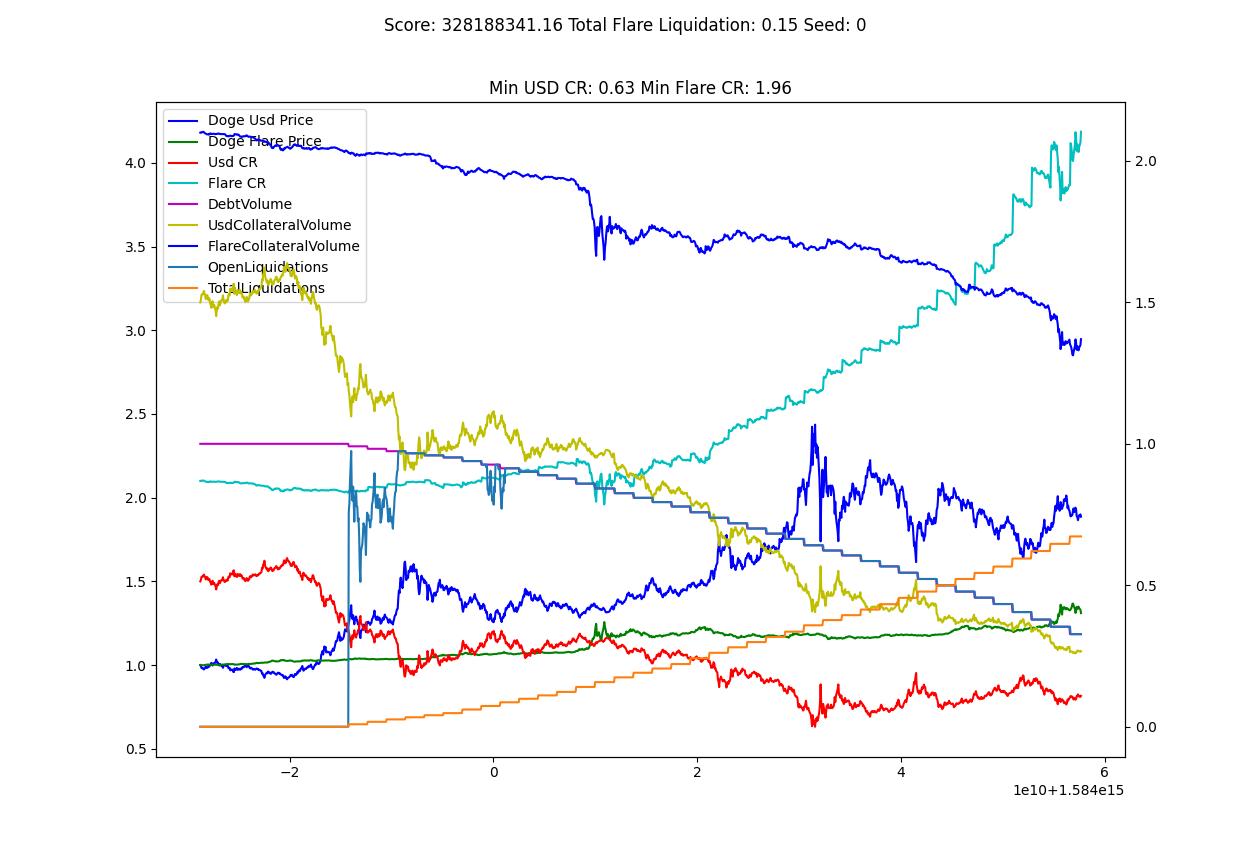 Score: 328188341.16 Total Flare Liquidation: 0.15 Seed: 0
Min USD CR: 0.63 Min Flare CR: 1.96
Doge Usd Price
Doge Flare Price
Usd CR
Flare CR
DebtVolume
UsdCollateralVolume
FlareCollateralVolume
OpenLiquidations
TotalLiquidations
4.0
3.5
3.0
2.5
2.0
1.5
1.0
0.5
2.0
1.5
1.0
0.5
0.0
−2 0 2 4 6
1e10+1.584e15